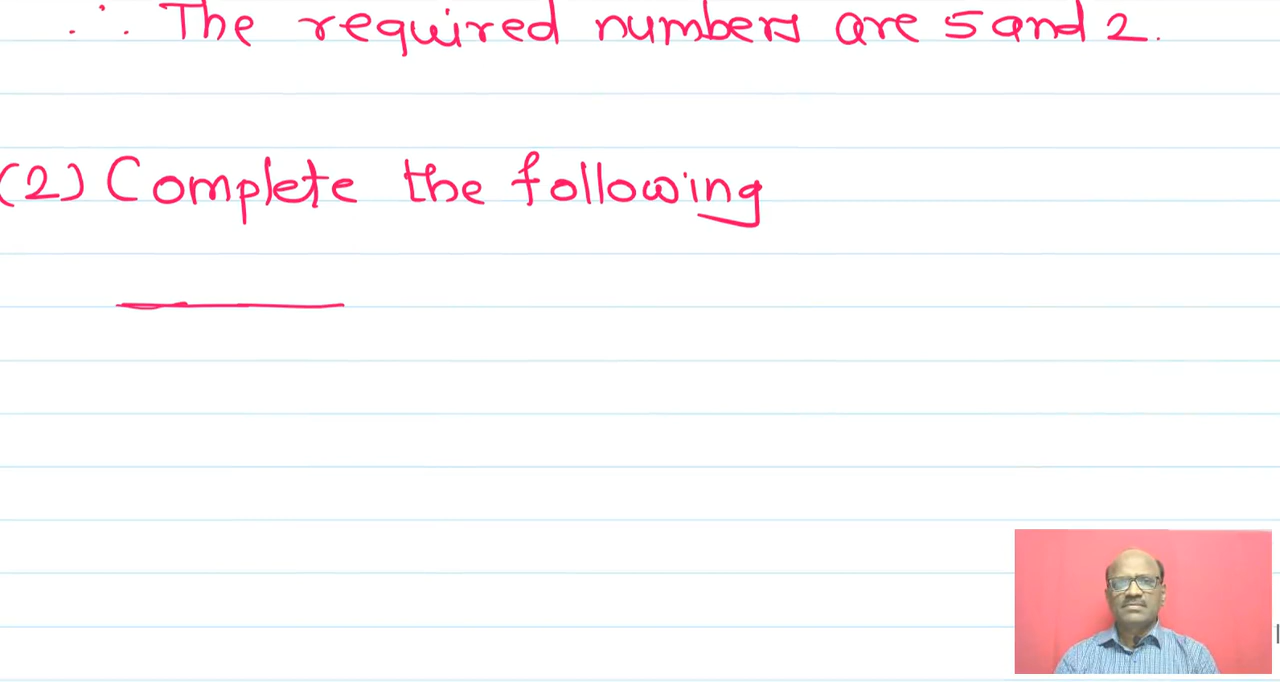 ∴ The required numbers are 5 and 2.
(2) Complete the following